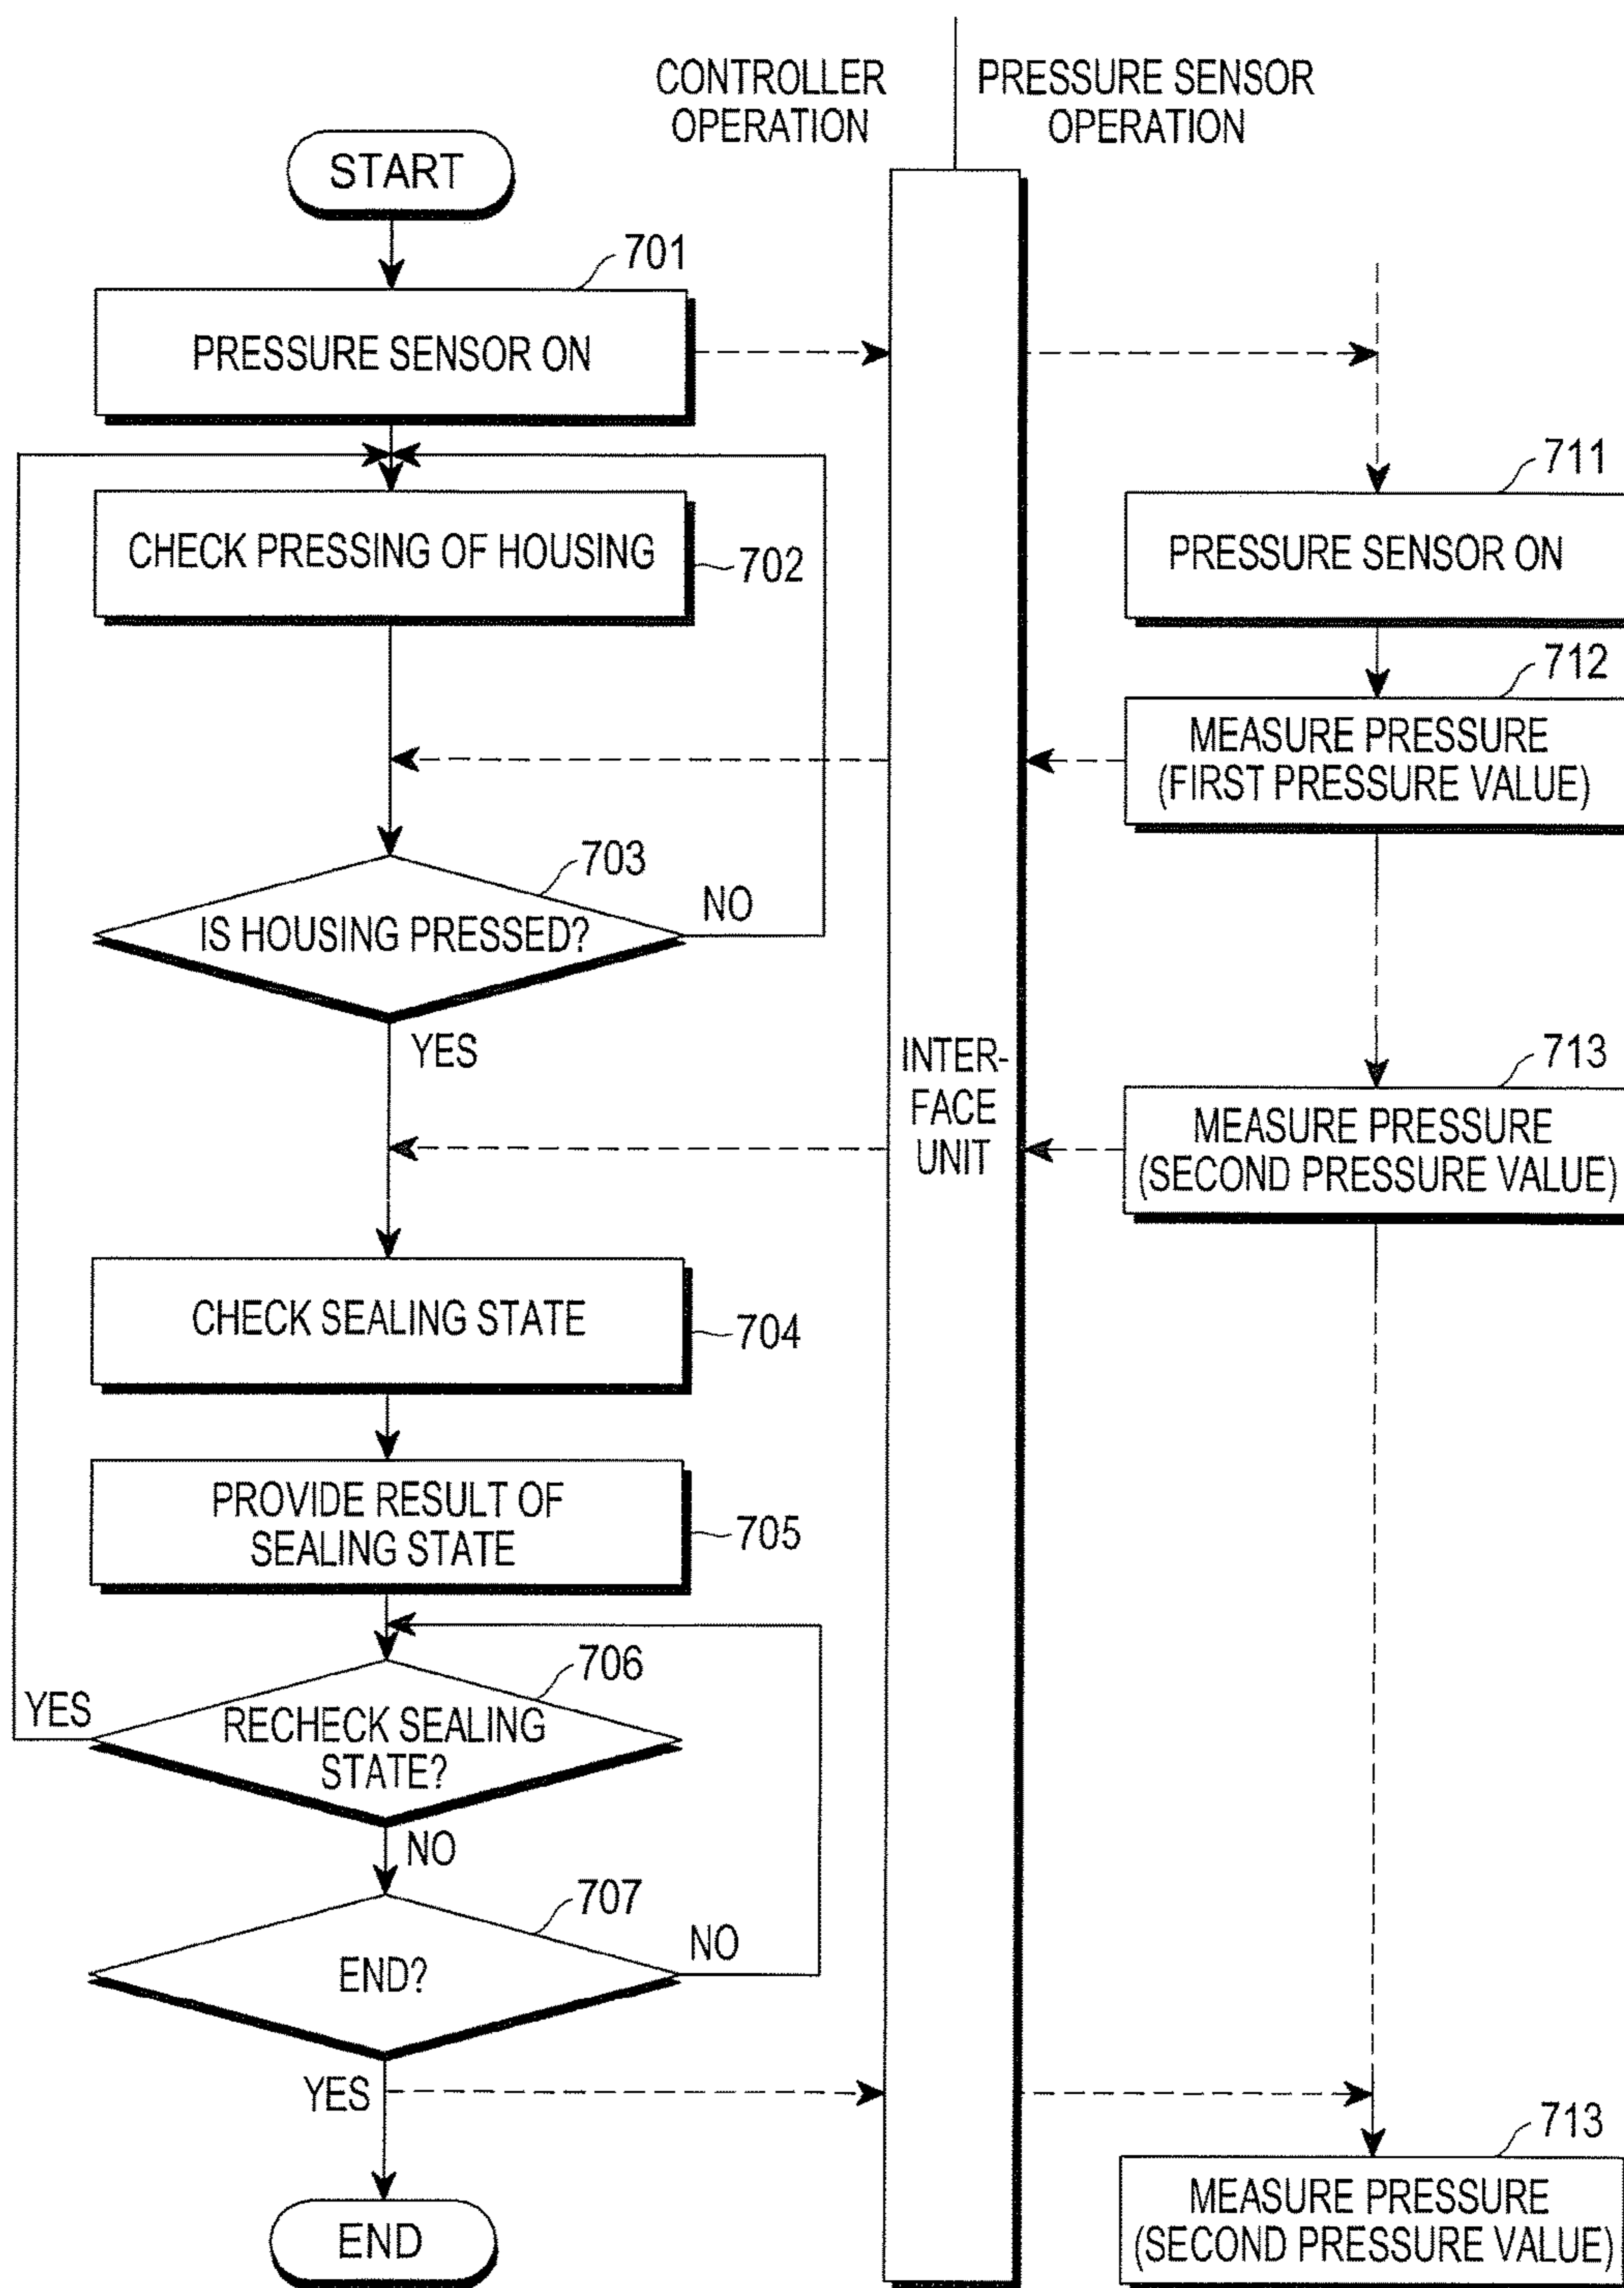 CONTROLLER
OPERATION
PRESSURE SENSOR
OPERATION
START
701
PRESSURE SENSOR ON
CHECK PRESSING OF HOUSING
702
711
PRESSURE SENSOR ON
712
MEASURE PRESSURE
(FIRST PRESSURE VALUE)
703
IS HOUSING PRESSED?
NO
YES
INTER-
FACE
UNIT
713
MEASURE PRESSURE
(SECOND PRESSURE VALUE)
CHECK SEALING STATE
704
PROVIDE RESULT OF
SEALING STATE
705
706
YES
RECHECK SEALING
STATE?
NO
707
END?
NO
YES
END
713
MEASURE PRESSURE
(SECOND PRESSURE VALUE)